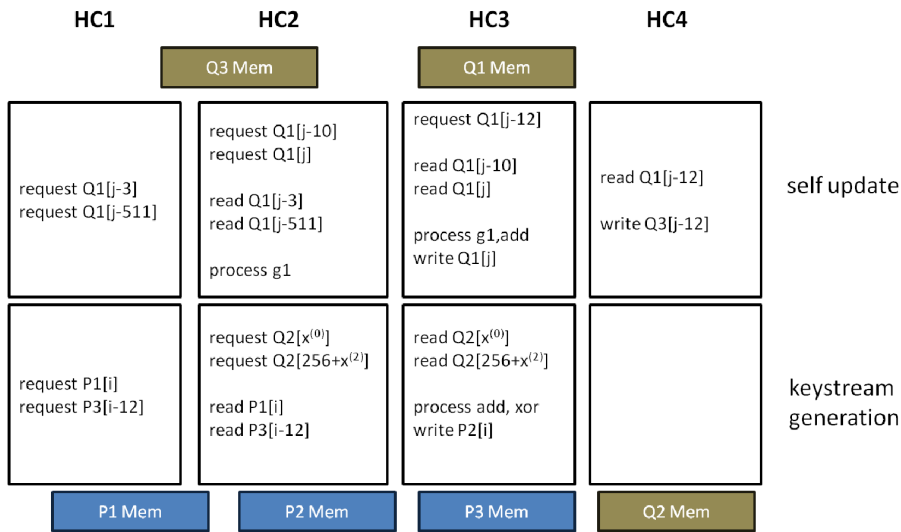 HC1 HC2 HC3 HC4
Q3 Mem Q1 Mem
request Q1[j-3]
request Q1[j-511]
request Q1[j-10]
request Q1[j]
read Q1[j-3]
read Q1[j-511]
process g1
request Q1[j-12]
read Q1[j-10]
read Q1[j]
process g1,add
write Q1[j]
read Q1[j-12]
write Q3[j-12]
self update
request P1[i]
request P3[i-12]
request Q2[x⁽⁰⁾]
request Q2[256+x⁽²⁾]
read P1[i]
read P3[i-12]
read Q2[x⁽⁰⁾]
read Q2[256+x⁽²⁾]
process add, xor
write P2[i]
keystream
generation
P1 Mem P2 Mem P3 Mem Q2 Mem